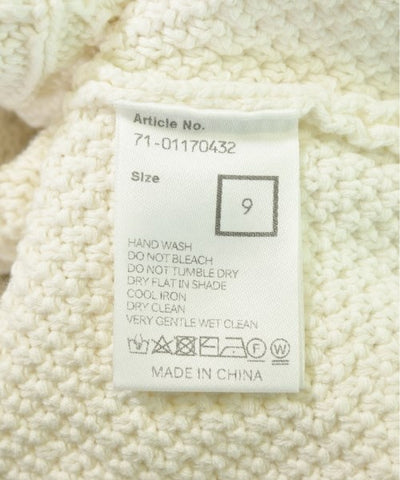 Article No.
71-01170432
Size
9
HAND WASH
DO NOT BLEACH
DO NOT TUMBLE DRY
DRY FLAT IN SHADE
COOL IRON
DRY CLEAN
VERY GENTLE WET CLEAN
F W
MADE IN CHINA